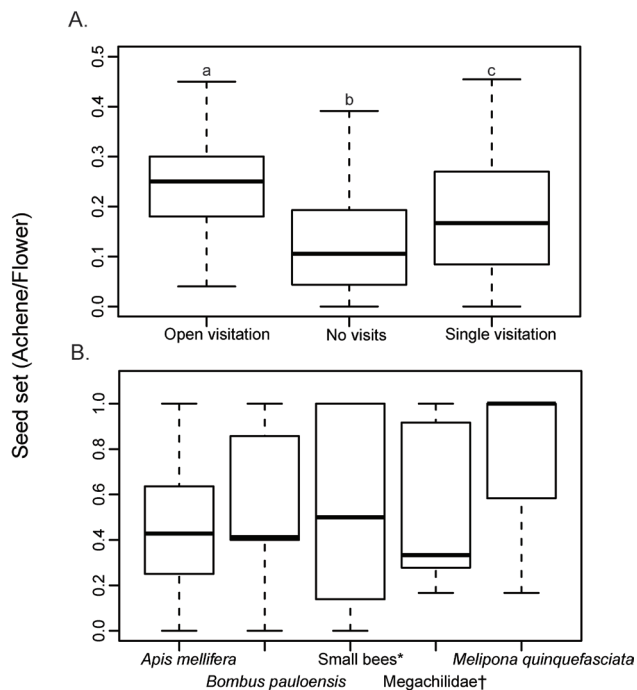 A.
Seed set (Achene/Flower)
0.5
0.4
0.3
0.2
0.1
0.0
a
b
c
Open visitation No visits Single visitation
B.
1.0
0.8
0.6
0.4
0.2
0.0
Apis mellifera Small bees* Melipona quinquefasciata
Bombus pauloensis Megachilidae†